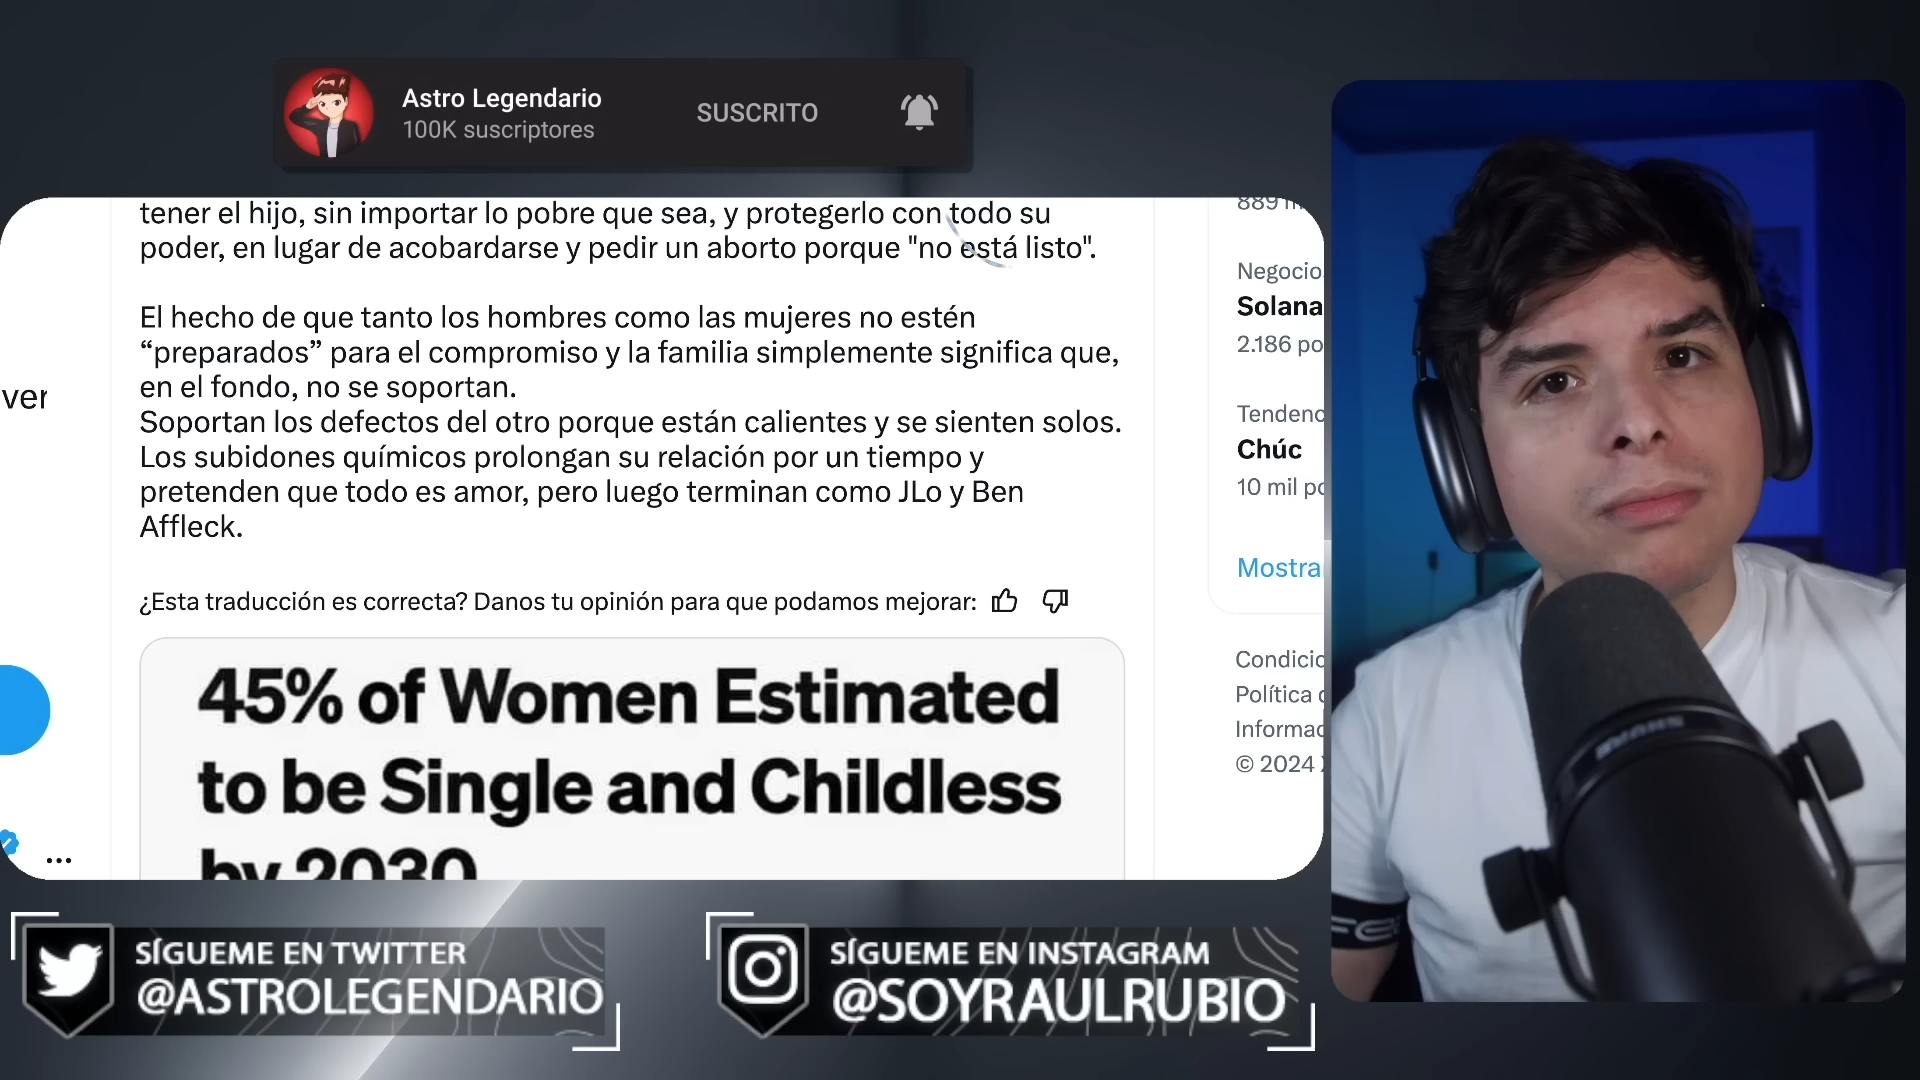 Astro Legendario
100K suscriptores
SUSCRITO
tener el hijo, sin importar lo pobre que sea, y protegerlo con todo su
poder, en lugar de acobardarse y pedir un aborto porque "no está listo".
El hecho de que tanto los hombres como las mujeres no estén
“preparados” para el compromiso y la familia simplemente significa que,
en el fondo, no se soportan.
Soportan los defectos del otro porque están calientes y se sienten solos.
Los subidones químicos prolongan su relación por un tiempo y
pretenden que todo es amor, pero luego terminan como JLo y Ben
Affleck.
¿Esta traducción es correcta? Danos tu opinión para que podamos mejorar:
45% of Women Estimated
to be Single and Childless
by 2030
ver
...
Negocio
Solana
2.186 po
Tendenc
Chúc
10 mil po
Mostra
Condicio
Política
Informac
© 2024
SHURE
SÍGUEME EN TWITTER
@ASTROLEGENDARIO
SÍGUEME EN INSTAGRAM
@SOYRAULRUBIO